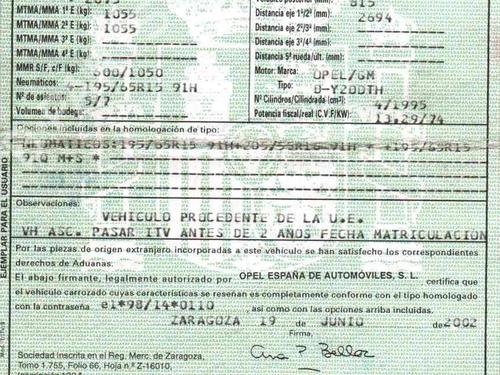 MTMA/MMA 1º E (kg) 1055
MTMA/MMA 2º E (kg) 1055
MTMA/MMA 3º E (kg)
MTMA/MMA 4º E (kg)
MMR S/F, c/F (kg) 600/1050
Neumáticos: 4-195/65R15 91H
Nº de asientos 5/7
Volumen de bodega
815
Distancia eje 1º/2º (mm): 2694
Distancia eje 2º/3º (mm):
Distancia eje 3º/4º (mm):
Distancia 5ª rueda/ult. (mm):
Motor: Marca: OPEL/GM
Tipo: D-Y20DTH
Nº Cilindros/Cilindrada (cm³): 4/1995
Potencia fiscal/real (C.V.F/KW) 13.29/74
Opciones incluidas en la homologación de tipo:
NEUMATICOS:195/65R15 91H+205/55R16 91H * +195/65R15
91Q M+S *
Observaciones:
VEHICULO PROCEDENTE DE LA U.E.
VH ASC. PASAR ITV ANTES DE 2 AÑOS FECHA MATRICULACION
Por las piezas de origen extranjero incorporadas a este vehículo se han satisfecho los correspondientes
derechos de Aduanas.
El abajo firmante, legalmente autorizado por OPEL ESPAÑA DE AUTOMÓVILES, S. L., certifica que
el vehículo carrozado cuyas características se reseñan es completamente conforme con el tipo homologado
con la contraseña e1*98/14*0110, así como con las opciones arriba incluidas.
ZARAGOZA 19 de JUNIO de 2002
Firma,
Sociedad Inscrita en el Reg. Merc. de Zaragoza,
Tomo 1.755, Folio 66, Hoja n.º Z-16010,
EJEMPLAR PARA EL USUARIO